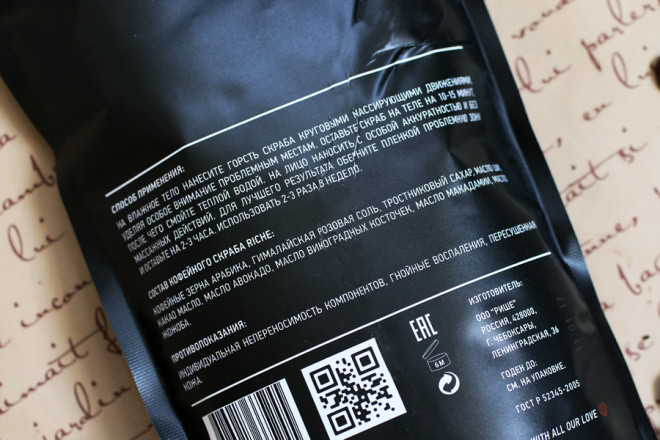 СПОСОБ ПРИМЕНЕНИЯ:
НА ВЛАЖНОЕ ТЕЛО НАНЕСИТЕ ГОРСТЬ СКРАБА КРУГОВЫМИ МАССИРУЮЩИМИ ДВИЖЕНИЯМИ,
УДЕЛЯЯ ОСОБОЕ ВНИМАНИЕ ПРОБЛЕМНЫМ МЕСТАМ. ОСТАВЬТЕ СКРАБ НА ТЕЛЕ НА 10-15 МИНУТ,
ПОСЛЕ ЧЕГО СМОЙТЕ ТЕПЛОЙ ВОДОЙ. НА ЛИЦО НАНОСИТЬ С ОСОБОЙ АККУРАТНОСТЬЮ И БЕЗ
МАССАЖНЫХ ДЕЙСТВИЙ. ДЛЯ ЛУЧШЕГО РЕЗУЛЬТАТА ОБЕРНИТЕ ПЛЕНКОЙ ПРОБЛЕМНУЮ ЗОНУ
И ОСТАВЬТЕ НА 2-3 ЧАСА. ИСПОЛЬЗОВАТЬ 2-3 РАЗА В НЕДЕЛЮ.
СОСТАВ КОФЕЙНОГО СКРАБА RICHE:
КОФЕЙНЫЕ ЗЕРНА АРАБИКА, ГИМАЛАЙСКАЯ РОЗОВАЯ СОЛЬ, ТРОСТНИКОВЫЙ САХАР, МАСЛО ШИ,
КАКАО МАСЛО, МАСЛО АВОКАДО, МАСЛО ВИНОГРАДНЫХ КОСТОЧЕК, МАСЛО МАКАДАМИИ, МАСЛО
ЖОЖОБА.
ПРОТИВОПОКАЗАНИЯ:
ИНДИВИДУАЛЬНАЯ НЕПЕРЕНОСИМОСТЬ КОМПОНЕНТОВ, ГНОЙНЫЕ ВОСПАЛЕНИЯ, ПЕРЕСУШЕННАЯ
КОЖА.
EAC
6 M
ИЗГОТОВИТЕЛЬ:
ООО "РИШЕ"
РОССИЯ, 428000,
Г. ЧЕБОКСАРЫ,
ЛЕНИНГРАДСКАЯ, 36
ГОДЕН ДО:
СМ. НА УПАКОВКЕ.
ГОСТ Р 52345-2005
WITH ALL OUR LOVE